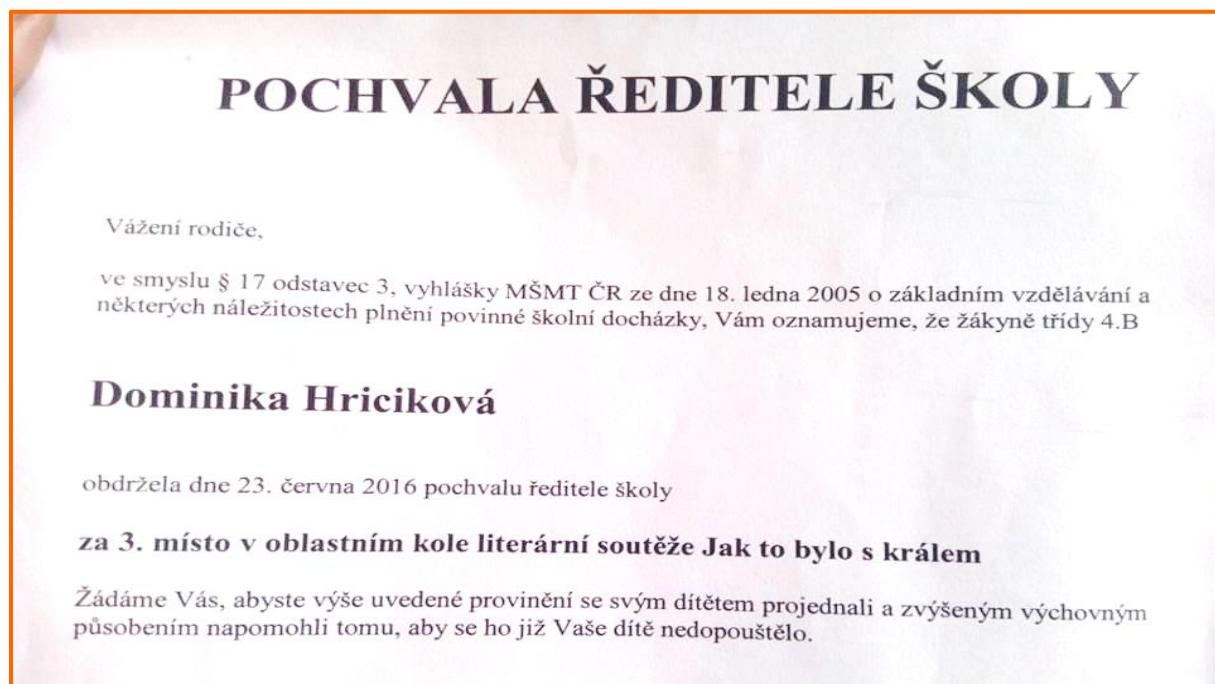 POCHVALA ŘEDITELE ŠKOLY
Vážení rodiče,
ve smyslu § 17 odstavec 3, vyhlášky MŠMT ČR ze dne 18. ledna 2005 o základním vzdělávání a
některých náležitostech plnění povinné školní docházky, Vám oznamujeme, že žákyně třídy 4.B
Dominika Hriciková
obdržela dne 23. června 2016 pochvalu ředitele školy
za 3. místo v oblastním kole literární soutěže Jak to bylo s králem
Žádáme Vás, abyste výše uvedené provinění se svým dítětem projednali a zvýšeným výchovným
působením napomohli tomu, aby se ho již Vaše dítě nedopouštělo.